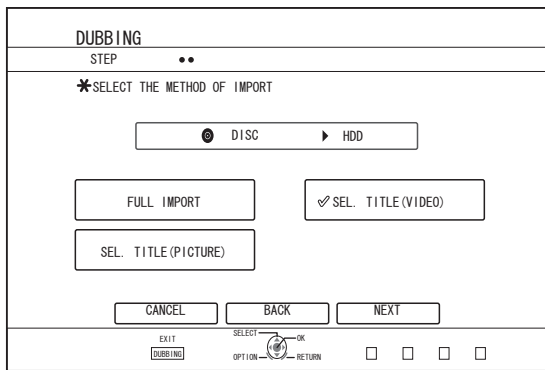 DUBBING
STEP
*SELECT THE METHOD OF IMPORT
DISC ▶ HDD
FULL IMPORT
✓SEL. TITLE(VIDEO)
SEL. TITLE(PICTURE)
CANCEL BACK NEXT
EXIT
DUBBING
SELECT
OK
OPTION
RETURN